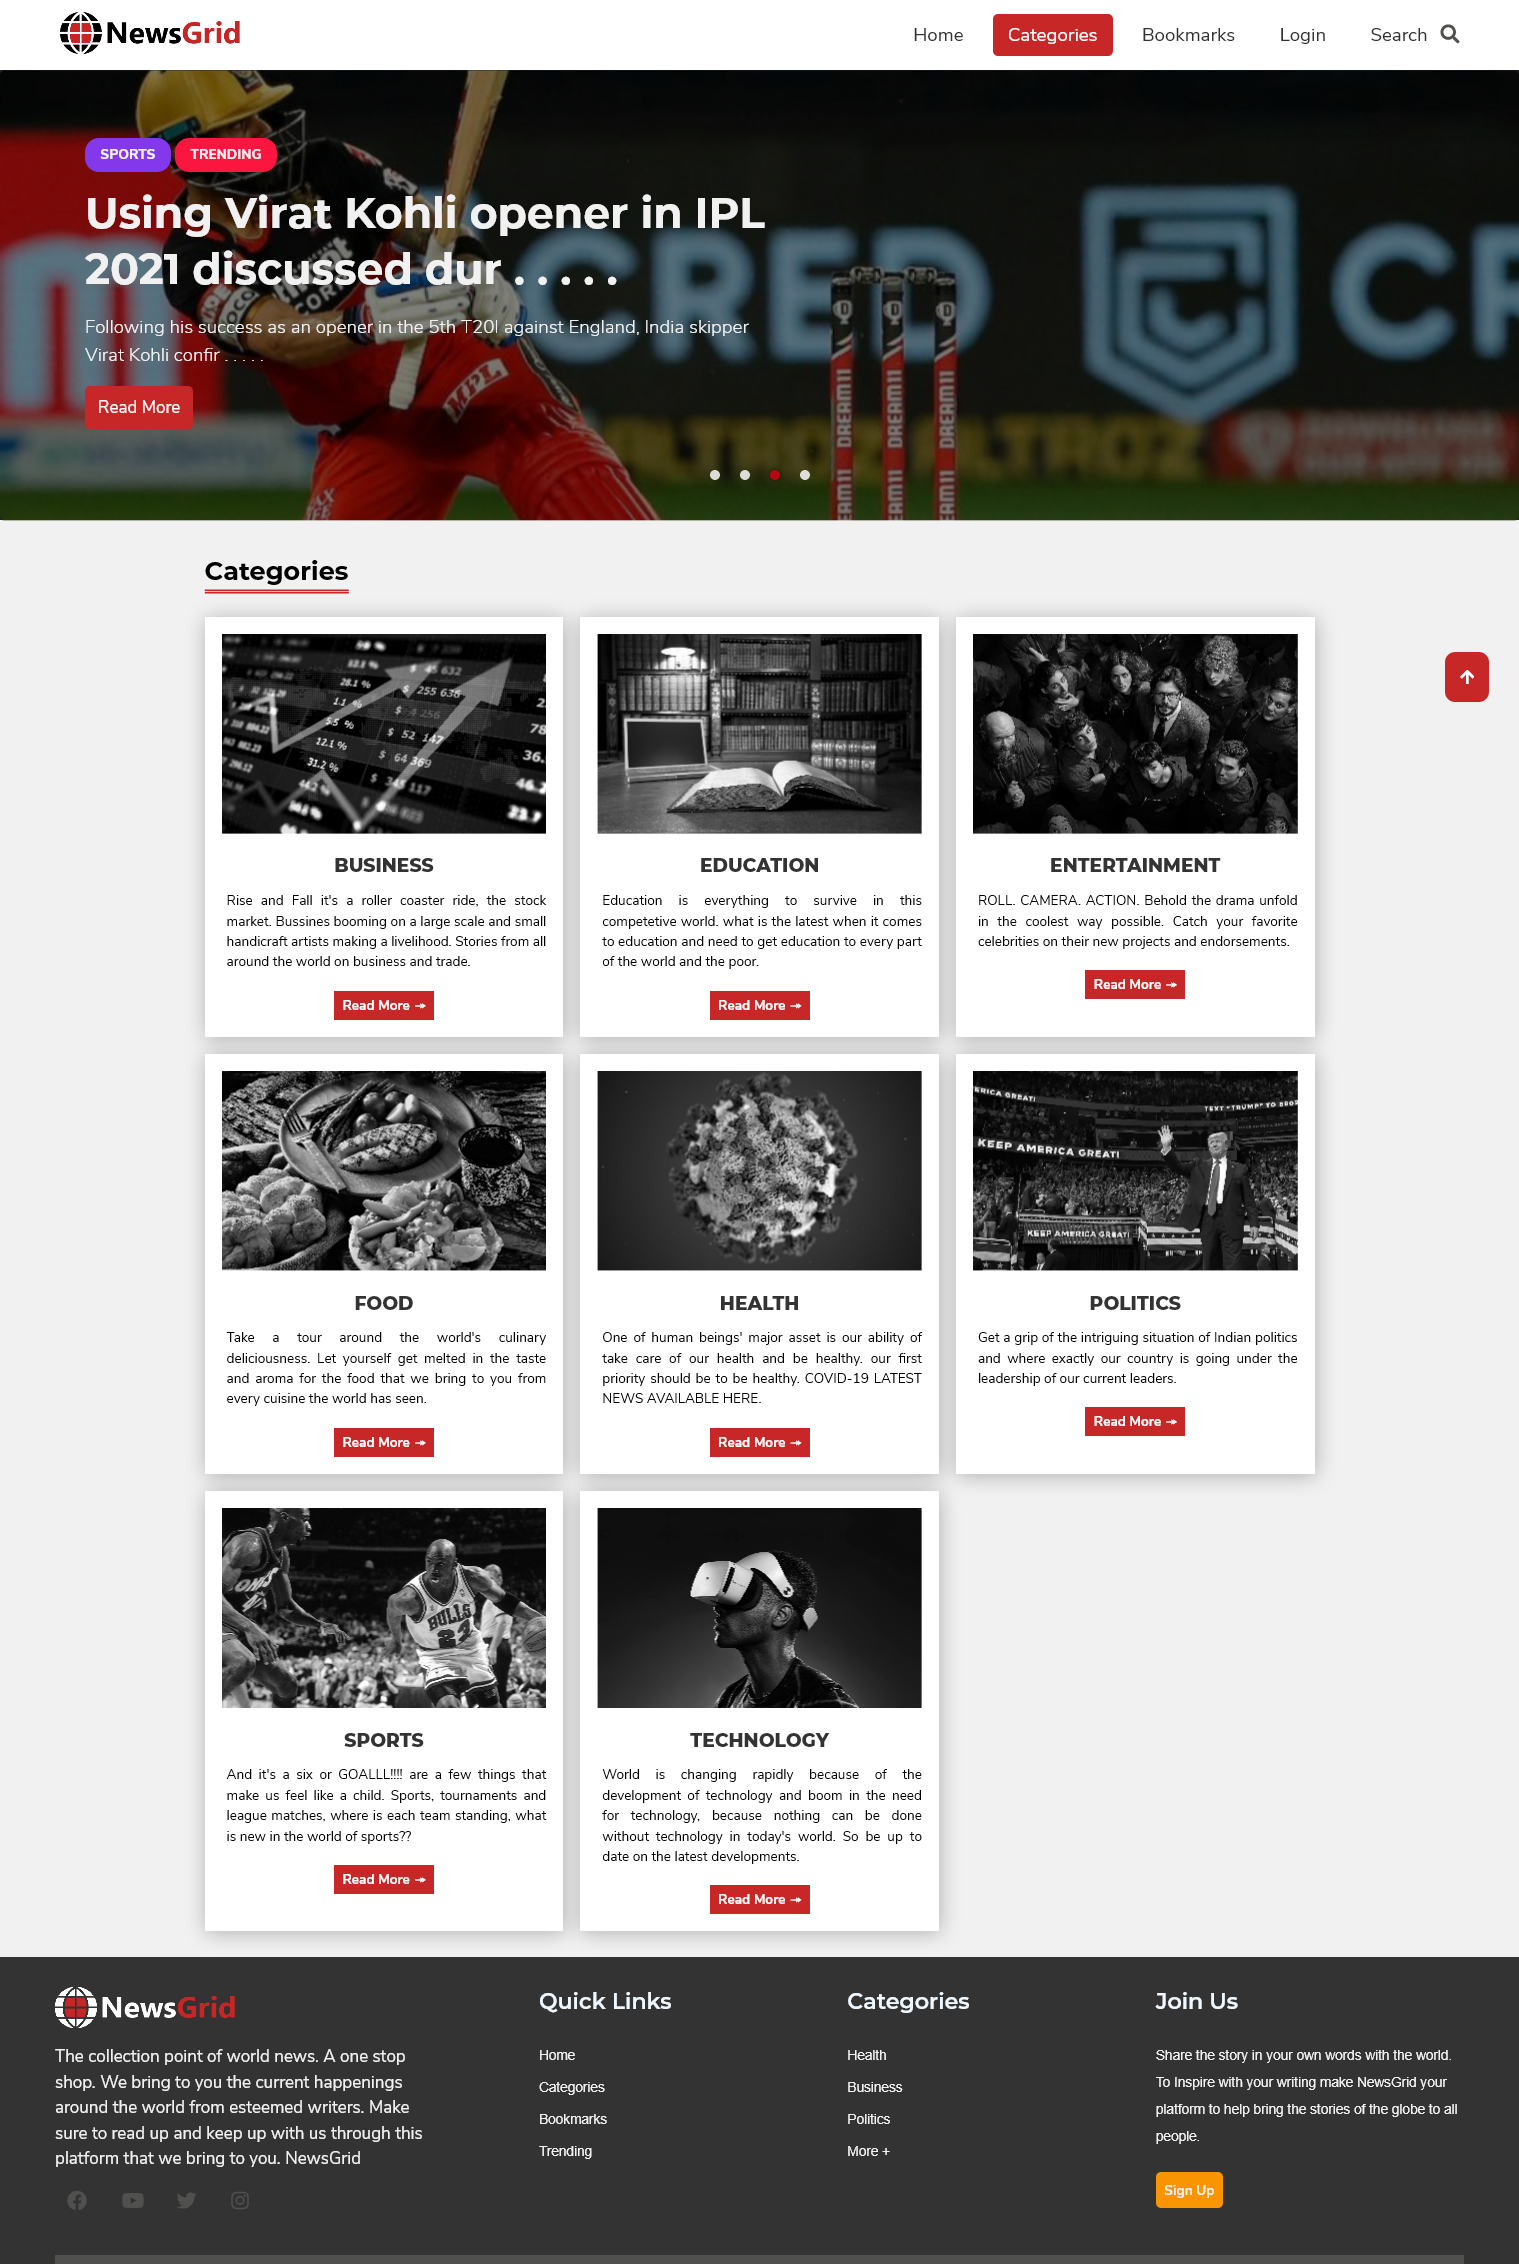 NewsGrid
Home
Categories
Bookmarks
Login
Search
SPORTS
TRENDING
Using Virat Kohli opener in IPL
2021 discussed dur . . . . .
Following his success as an opener in the 5th T20I against England, India skipper
Virat Kohli confir . . . . .
Read More
CRED
MPL
DREAM11
DREAM11
DREAM11
ALTROZ
ALTROZ
Categories
BUSINESS
Rise and Fall it's a roller coaster ride, the stock
market. Bussines booming on a large scale and small
handicraft artists making a livelihood. Stories from all
around the world on business and trade.
Read More ➛
EDUCATION
Education is everything to survive in this
competetive world. what is the latest when it comes
to education and need to get education to every part
of the world and the poor.
Read More ➛
ENTERTAINMENT
ROLL. CAMERA. ACTION. Behold the drama unfold
in the coolest way possible. Catch your favorite
celebrities on their new projects and endorsements.
Read More ➛
FOOD
Take a tour around the world's culinary
deliciousness. Let yourself get melted in the taste
and aroma for the food that we bring to you from
every cuisine the world has seen.
Read More ➛
HEALTH
One of human beings' major asset is our ability of
take care of our health and be healthy. our first
priority should be to be healthy. COVID-19 LATEST
NEWS AVAILABLE HERE.
Read More ➛
KEEP AMERICA GREAT!
KEEP AMERICA GREAT!
POLITICS
Get a grip of the intriguing situation of Indian politics
and where exactly our country is going under the
leadership of our current leaders.
Read More ➛
BULLS
SPORTS
And it's a six or GOALLL!!!! are a few things that
make us feel like a child. Sports, tournaments and
league matches, where is each team standing, what
is new in the world of sports??
Read More ➛
TECHNOLOGY
World is changing rapidly because of the
development of technology and boom in the need
for technology, because nothing can be done
without technology in today's world. So be up to
date on the latest developments.
Read More ➛
NewsGrid
The collection point of world news. A one stop
shop. We bring to you the current happenings
around the world from esteemed writers. Make
sure to read up and keep up with us through this
platform that we bring to you. NewsGrid
Quick Links
Home
Categories
Bookmarks
Trending
Categories
Health
Business
Politics
More +
Join Us
Share the story in your own words with the world.
To Inspire with your writing make NewsGrid your
platform to help bring the stories of the globe to all
people.
Sign Up